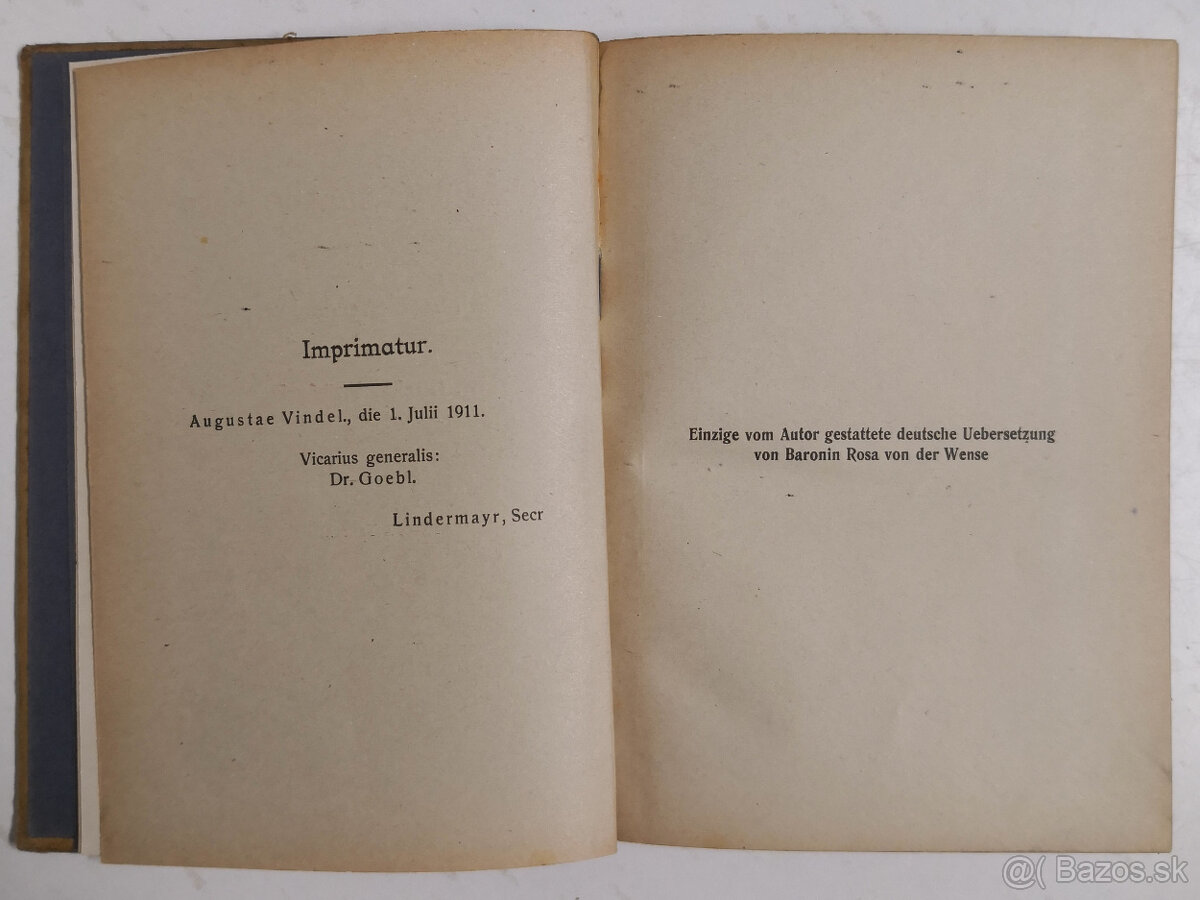 Imprimatur.
Augustae Vindel., die 1. Julii 1911.
Vicarius generalis:
Dr. Goebl.
Lindermayr, Secr
Einzige vom Autor gestattete deutsche Uebersetzung
von Baronin Rosa von der Wense
@( Bazos.sk